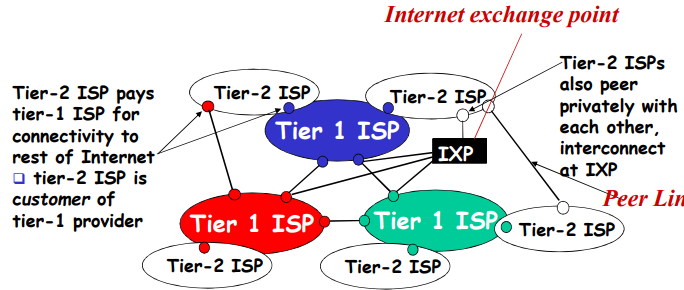 Internet exchange point
Tier-2 ISP pays
tier-1 ISP for
connectivity to
rest of Internet
❑ tier-2 ISP is
customer of
tier-1 provider
Tier-2 ISP
Tier-2 ISP
Tier-2 ISPs
also peer
privately with
each other,
interconnect
at IXP
Tier 1 ISP
IXP
Peer Lin
Tier 1 ISP
Tier 1 ISP
Tier-2 ISP
Tier-2 ISP
Tier-2 ISP